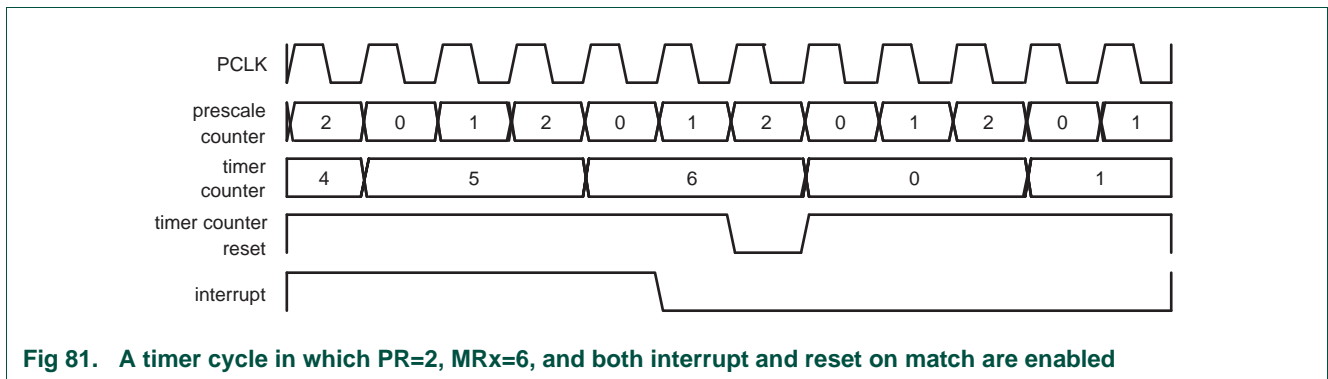 PCLK
prescale
counter
2 0 1 2 0 1 2 0 1 2 0 1
timer
counter
4 5 6 0 1
timer counter
reset
interrupt
Fig 81. A timer cycle in which PR=2, MRx=6, and both interrupt and reset on match are enabled